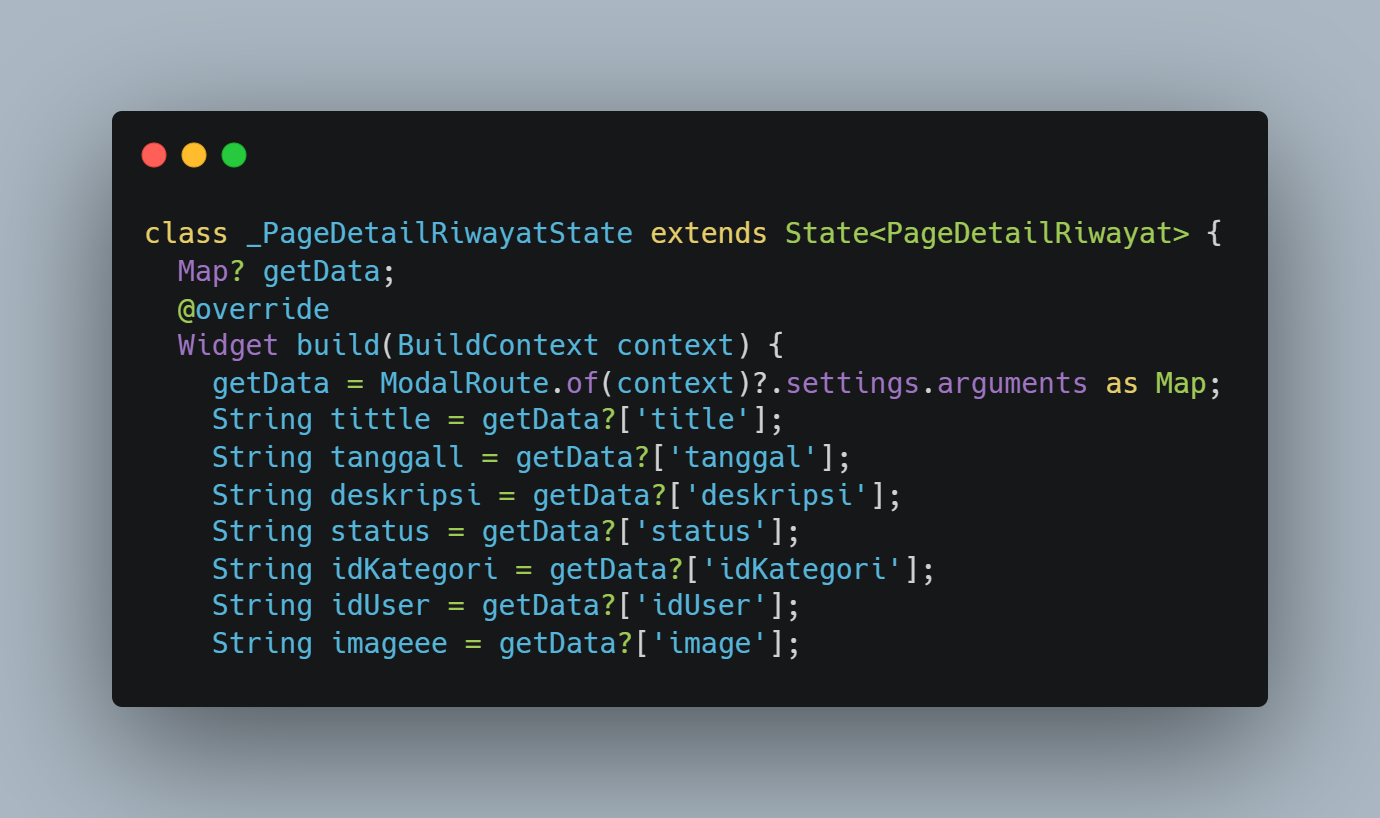 class _PageDetailRiwayatState extends State<PageDetailRiwayat> {
  Map? getData;
  @override
  Widget build(BuildContext context) {
    getData = ModalRoute.of(context)?.settings.arguments as Map;
    String tittle = getData?['title'];
    String tanggall = getData?['tanggal'];
    String deskripsi = getData?['deskripsi'];
    String status = getData?['status'];
    String idKategori = getData?['idKategori'];
    String idUser = getData?['idUser'];
    String imageee = getData?['image'];